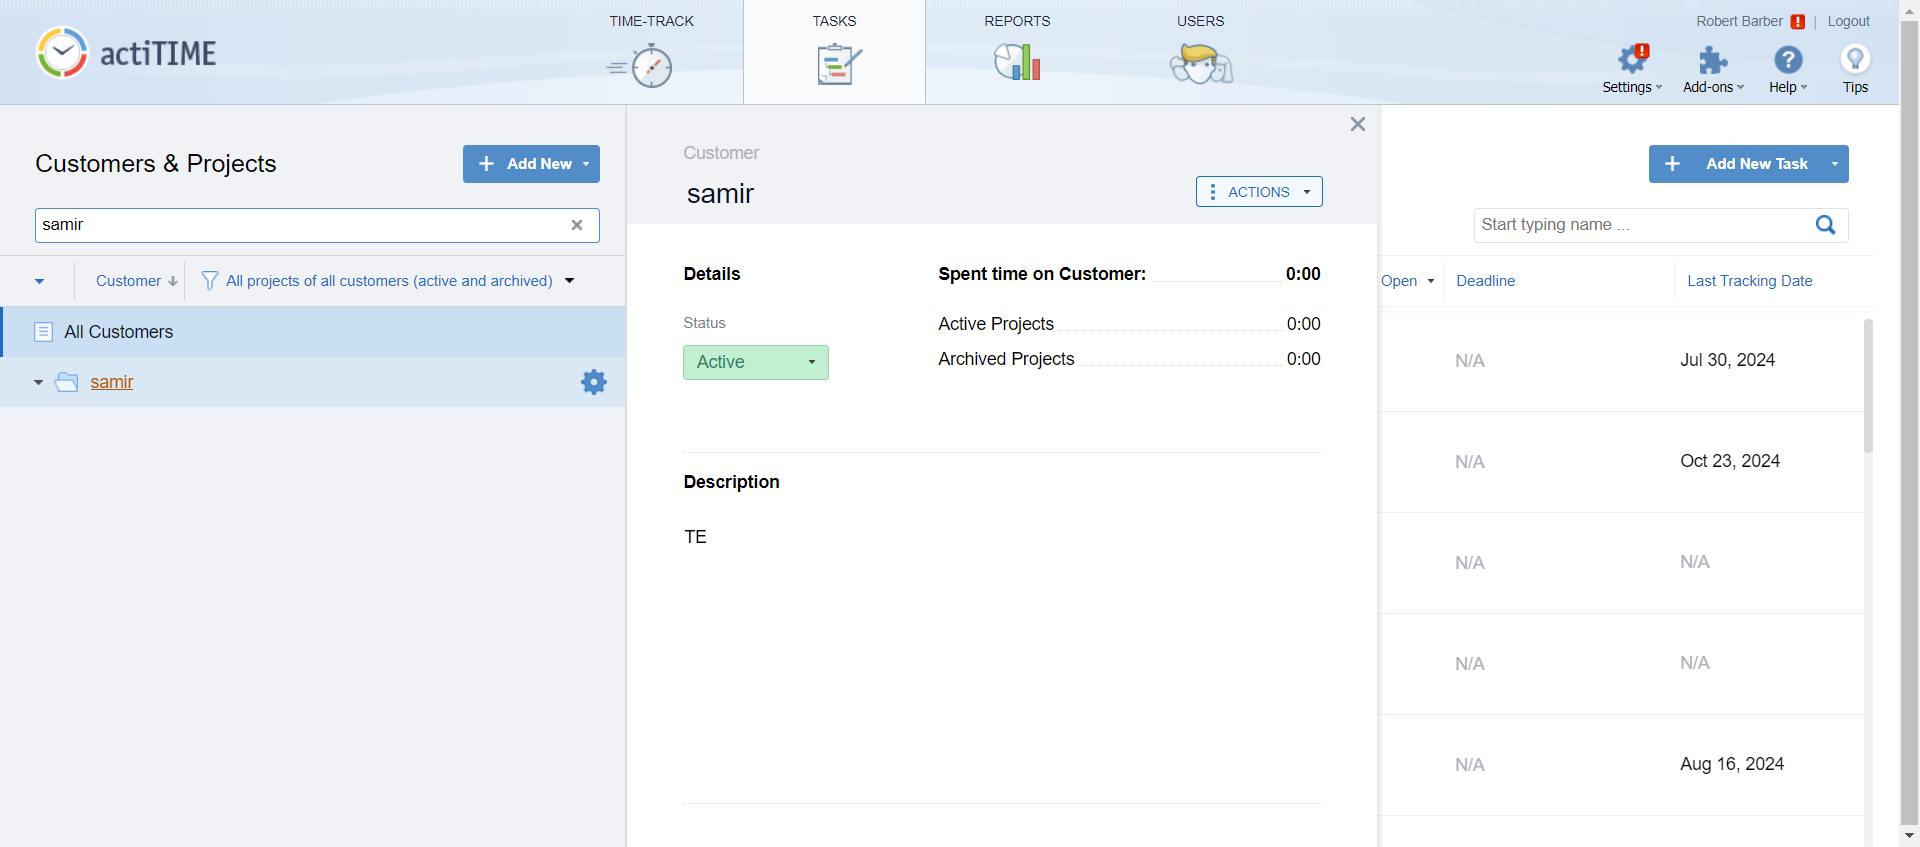 actiTIME
TIME-TRACK
TASKS
REPORTS
USERS
Robert Barber ! | Logout
Settings
Add-ons
Help
Tips
Customers & Projects
Add New
samir
Customer
All projects of all customers (active and archived)
All Customers
samir
Customer
samir
ACTIONS
Details
Status
Active
Spent time on Customer: 0:00
Active Projects 0:00
Archived Projects 0:00
Description
TE
Add New Task
Start typing name ...
Open
Deadline
Last Tracking Date
N/A Jul 30, 2024
N/A Oct 23, 2024
N/A N/A
N/A N/A
N/A Aug 16, 2024